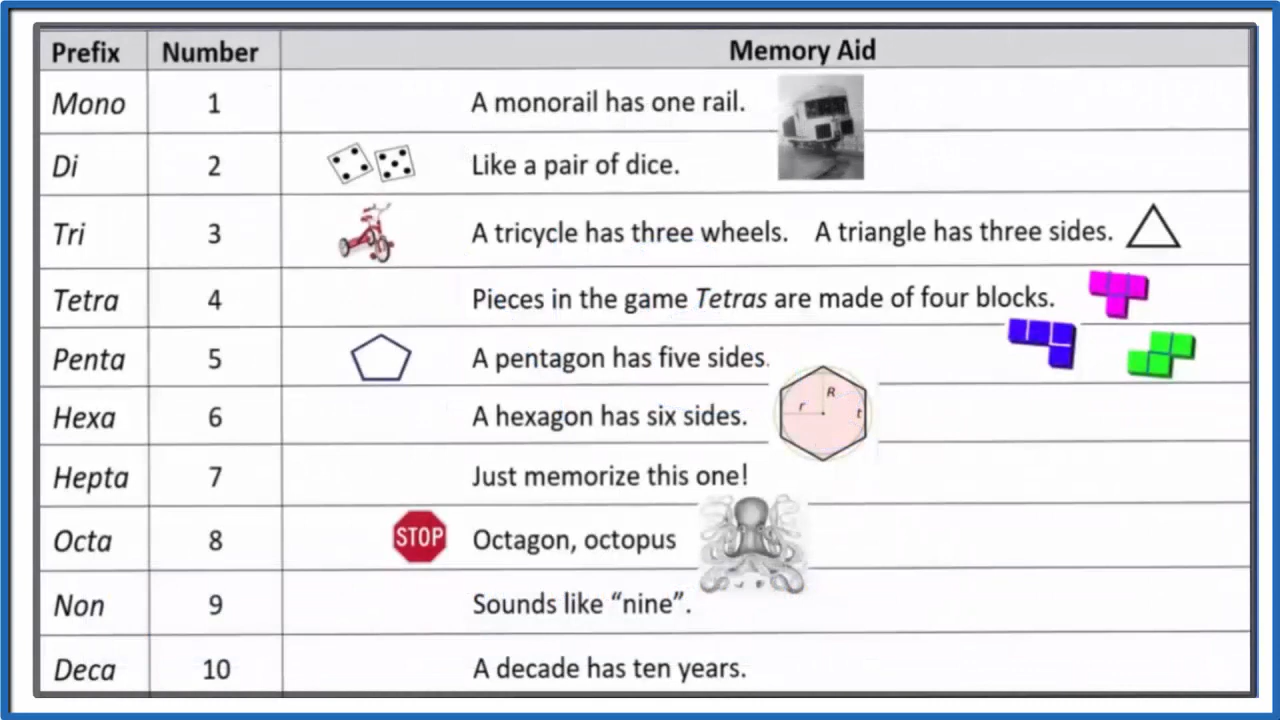 Prefix Number Memory Aid
Mono 1 A monorail has one rail.
Di 2 Like a pair of dice.
Tri 3 A tricycle has three wheels. A triangle has three sides.
Tetra 4 Pieces in the game Tetras are made of four blocks.
Penta 5 A pentagon has five sides.
Hexa 6 A hexagon has six sides. r R t
Hepta 7 Just memorize this one!
Octa 8 STOP Octagon, octopus
Non 9 Sounds like “nine”.
Deca 10 A decade has ten years.